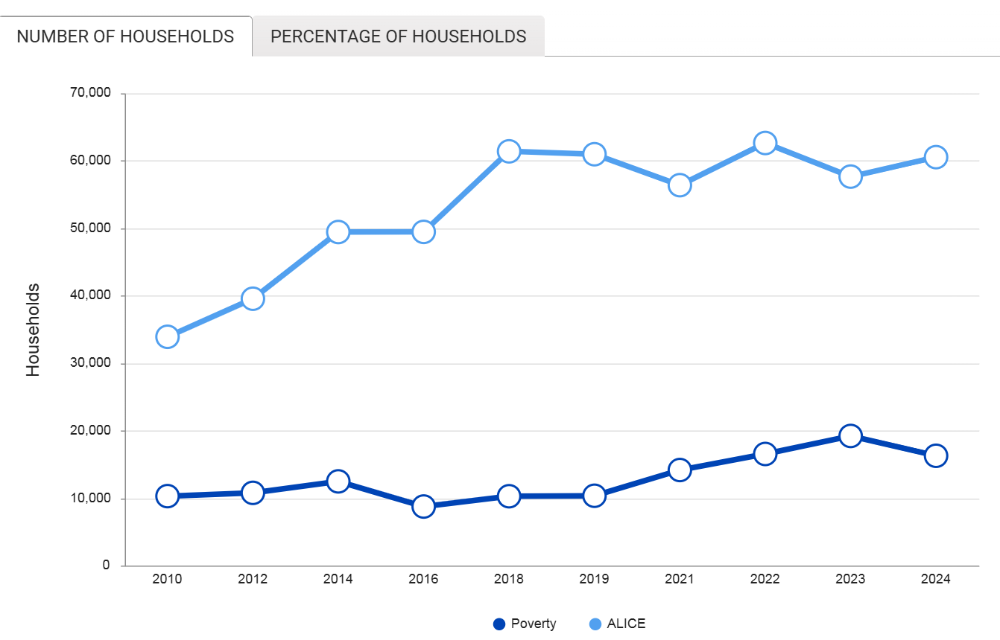 NUMBER OF HOUSEHOLDS
PERCENTAGE OF HOUSEHOLDS
70,000
60,000
50,000
40,000
30,000
20,000
10,000
0
Households
2010 2012 2014 2016 2018 2019 2021 2022 2023 2024
Poverty ALICE